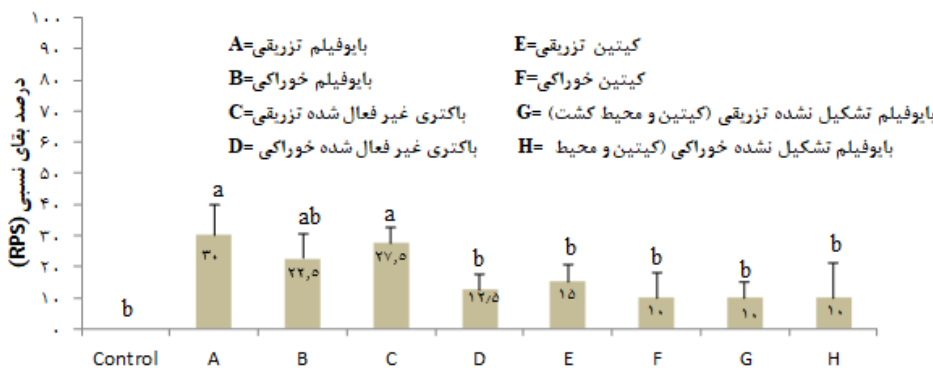 درصد بقای نسبی (RPS)
۱۰۰
۹۰
۸۰
۷۰
۶۰
۵۰
۴۰
۳۰
۲۰
۱۰
۰
A=بایوفیلم تزریقی
B=بایوفیلم خوراکی
C=باکتری غیر فعال شده تزریقی
D= باکتری غیر فعال شده خوراکی
E=کیتین تزریقی
F=کیتین خوراکی
G= بایوفیلم تشکیل نشده تزریقی (کیتین و محیط کشت)
H= بایوفیلم تشکیل نشده خوراکی (کیتین و محیط
b a ab a b b b b b
۳۰ ۲۲٫۵ ۲۷٫۵ ۱۲٫۵ ۱۵ ۱۰ ۱۰ ۱۰
Control A B C D E F G H